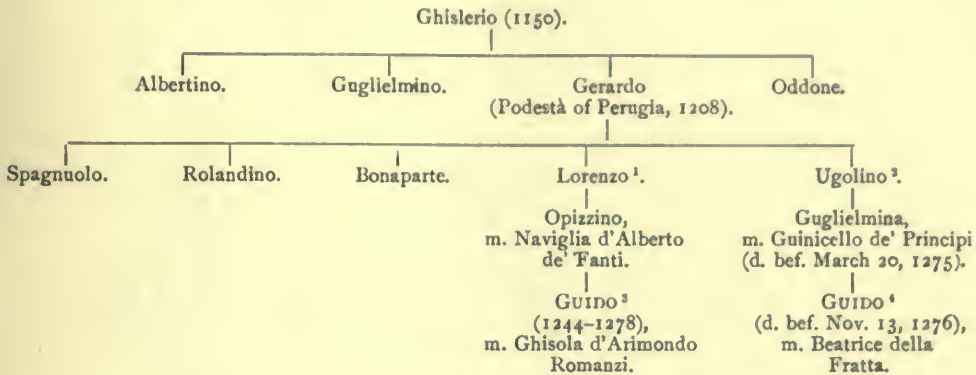 Ghislerio (1150).
Albertino. Guglielmino. Gerardo Oddone.
(Podestà of Perugia, 1208).
Spagnuolo. Rolandino. Bonaparte. Lorenzo ¹. Ugolino ².
Opizzino, Guglielmina,
m. Naviglia d'Alberto m. Guinicello de' Principi
de' Fanti. (d. bef. March 20, 1275).
GUIDO ³ GUIDO ⁴
(1244–1278), (d. bef. Nov. 13, 1276),
m. Ghisola d'Arimondo m. Beatrice della
Romanzi. Fratta.